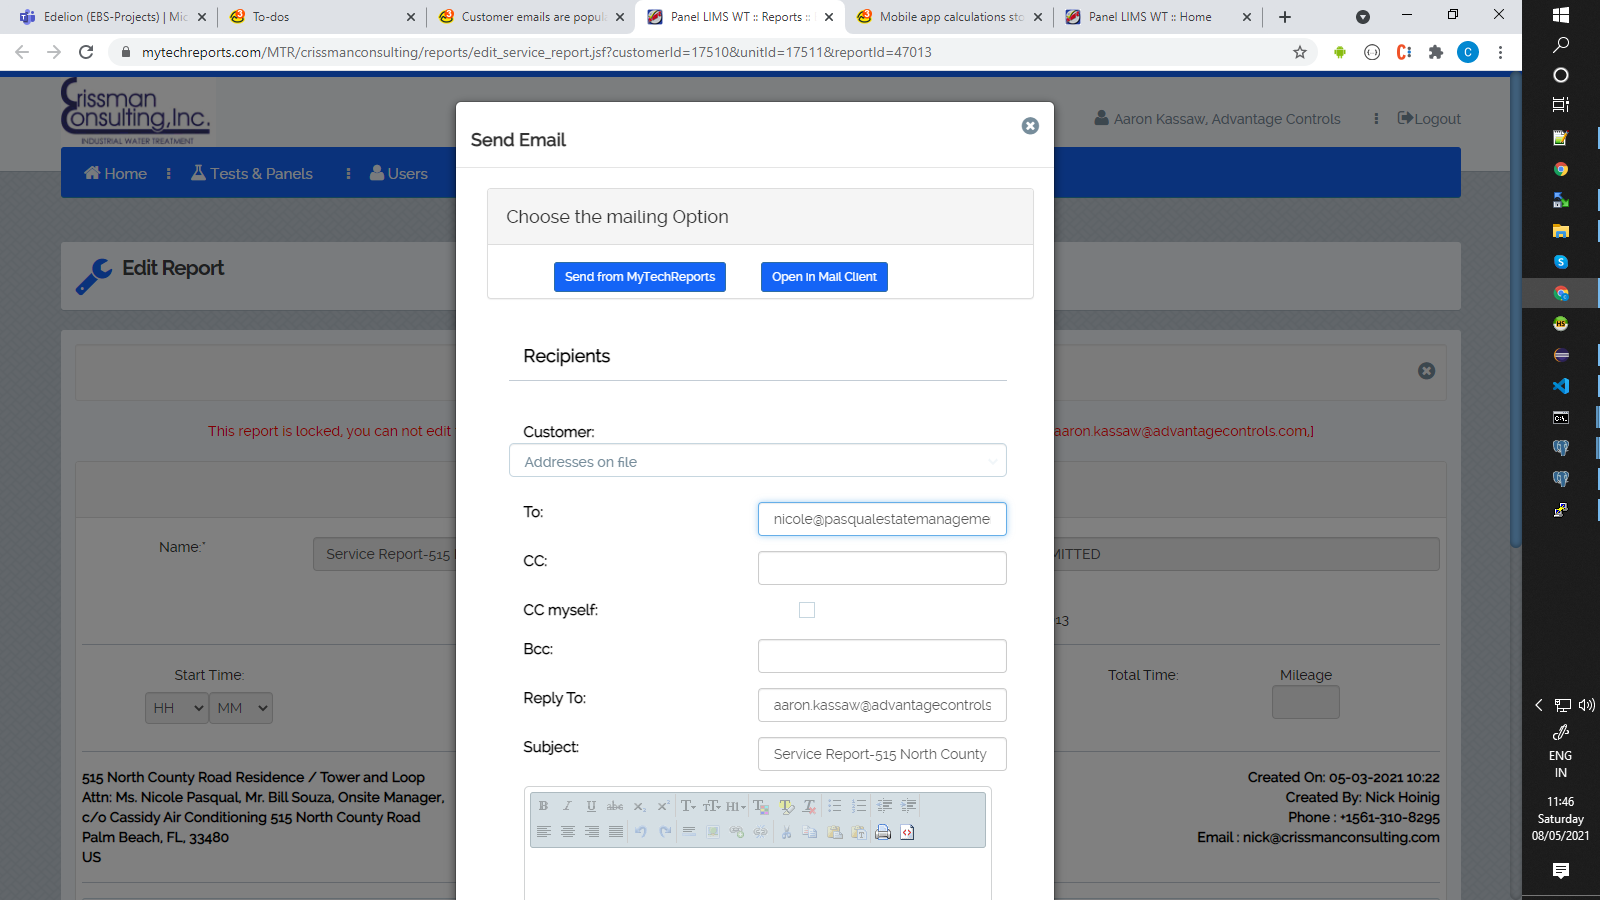 Edelion (EBS-Projects) | Mic
To-dos
Customer emails are popula
Panel LIMS WT :: Reports ::
Mobile app calculations sto
Panel LIMS WT :: Home
mytechreports.com/MTR/crissmanconsulting/reports/edit_service_report.jsf?customerId=17510&unitId=17511&reportId=47013
C
Crissman
Consulting,Inc.
INDUSTRIAL WATER TREATMENT
Aaron Kassaw, Advantage Controls
Logout
Home
Tests & Panels
Users
Edit Report
This report is locked, you can not edit
aaron.kassaw@advantagecontrols.com,]
Name:*
Service Report-515
MITTED
13
Start Time:
HH
MM
Total Time:
Mileage
515 North County Road Residence / Tower and Loop
Attn: Ms. Nicole Pasqual, Mr. Bill Souza, Onsite Manager,
c/o Cassidy Air Conditioning 515 North County Road
Palm Beach, FL, 33480
US
Created On: 05-03-2021 10:22
Created By: Nick Hoinig
Phone : +1561-310-8295
Email : nick@crissmanconsulting.com
Send Email
Choose the mailing Option
Send from MyTechReports
Open in Mail Client
Recipients
Customer:
Addresses on file
To:
nicole@pasqualestatemanageme
CC:
CC myself:
Bcc:
Reply To:
aaron.kassaw@advantagecontrols
Subject:
Service Report-515 North County
ENG
IN
11:46
Saturday
08/05/2021